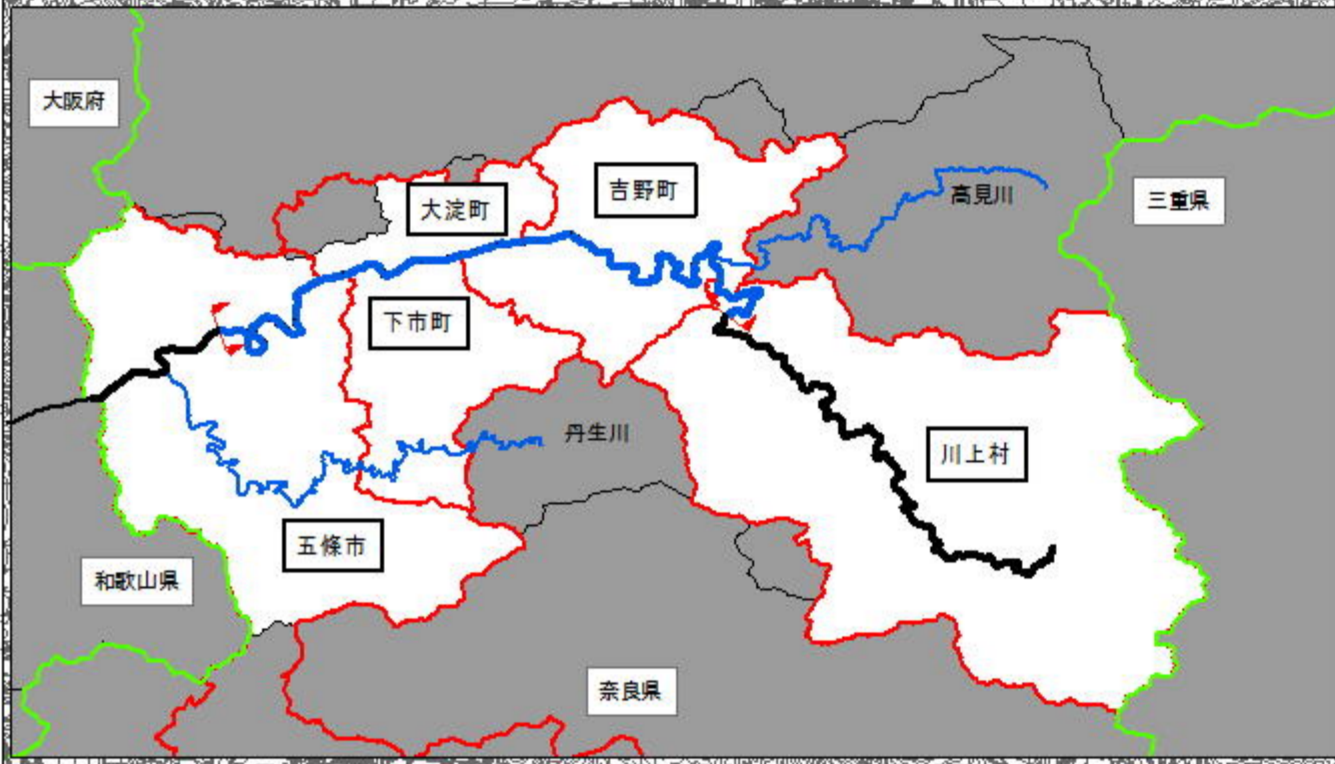 大阪府
吉野町
高見川
三重県
大淀町
下市町
丹生川
川上村
五條市
和歌山県
奈良県